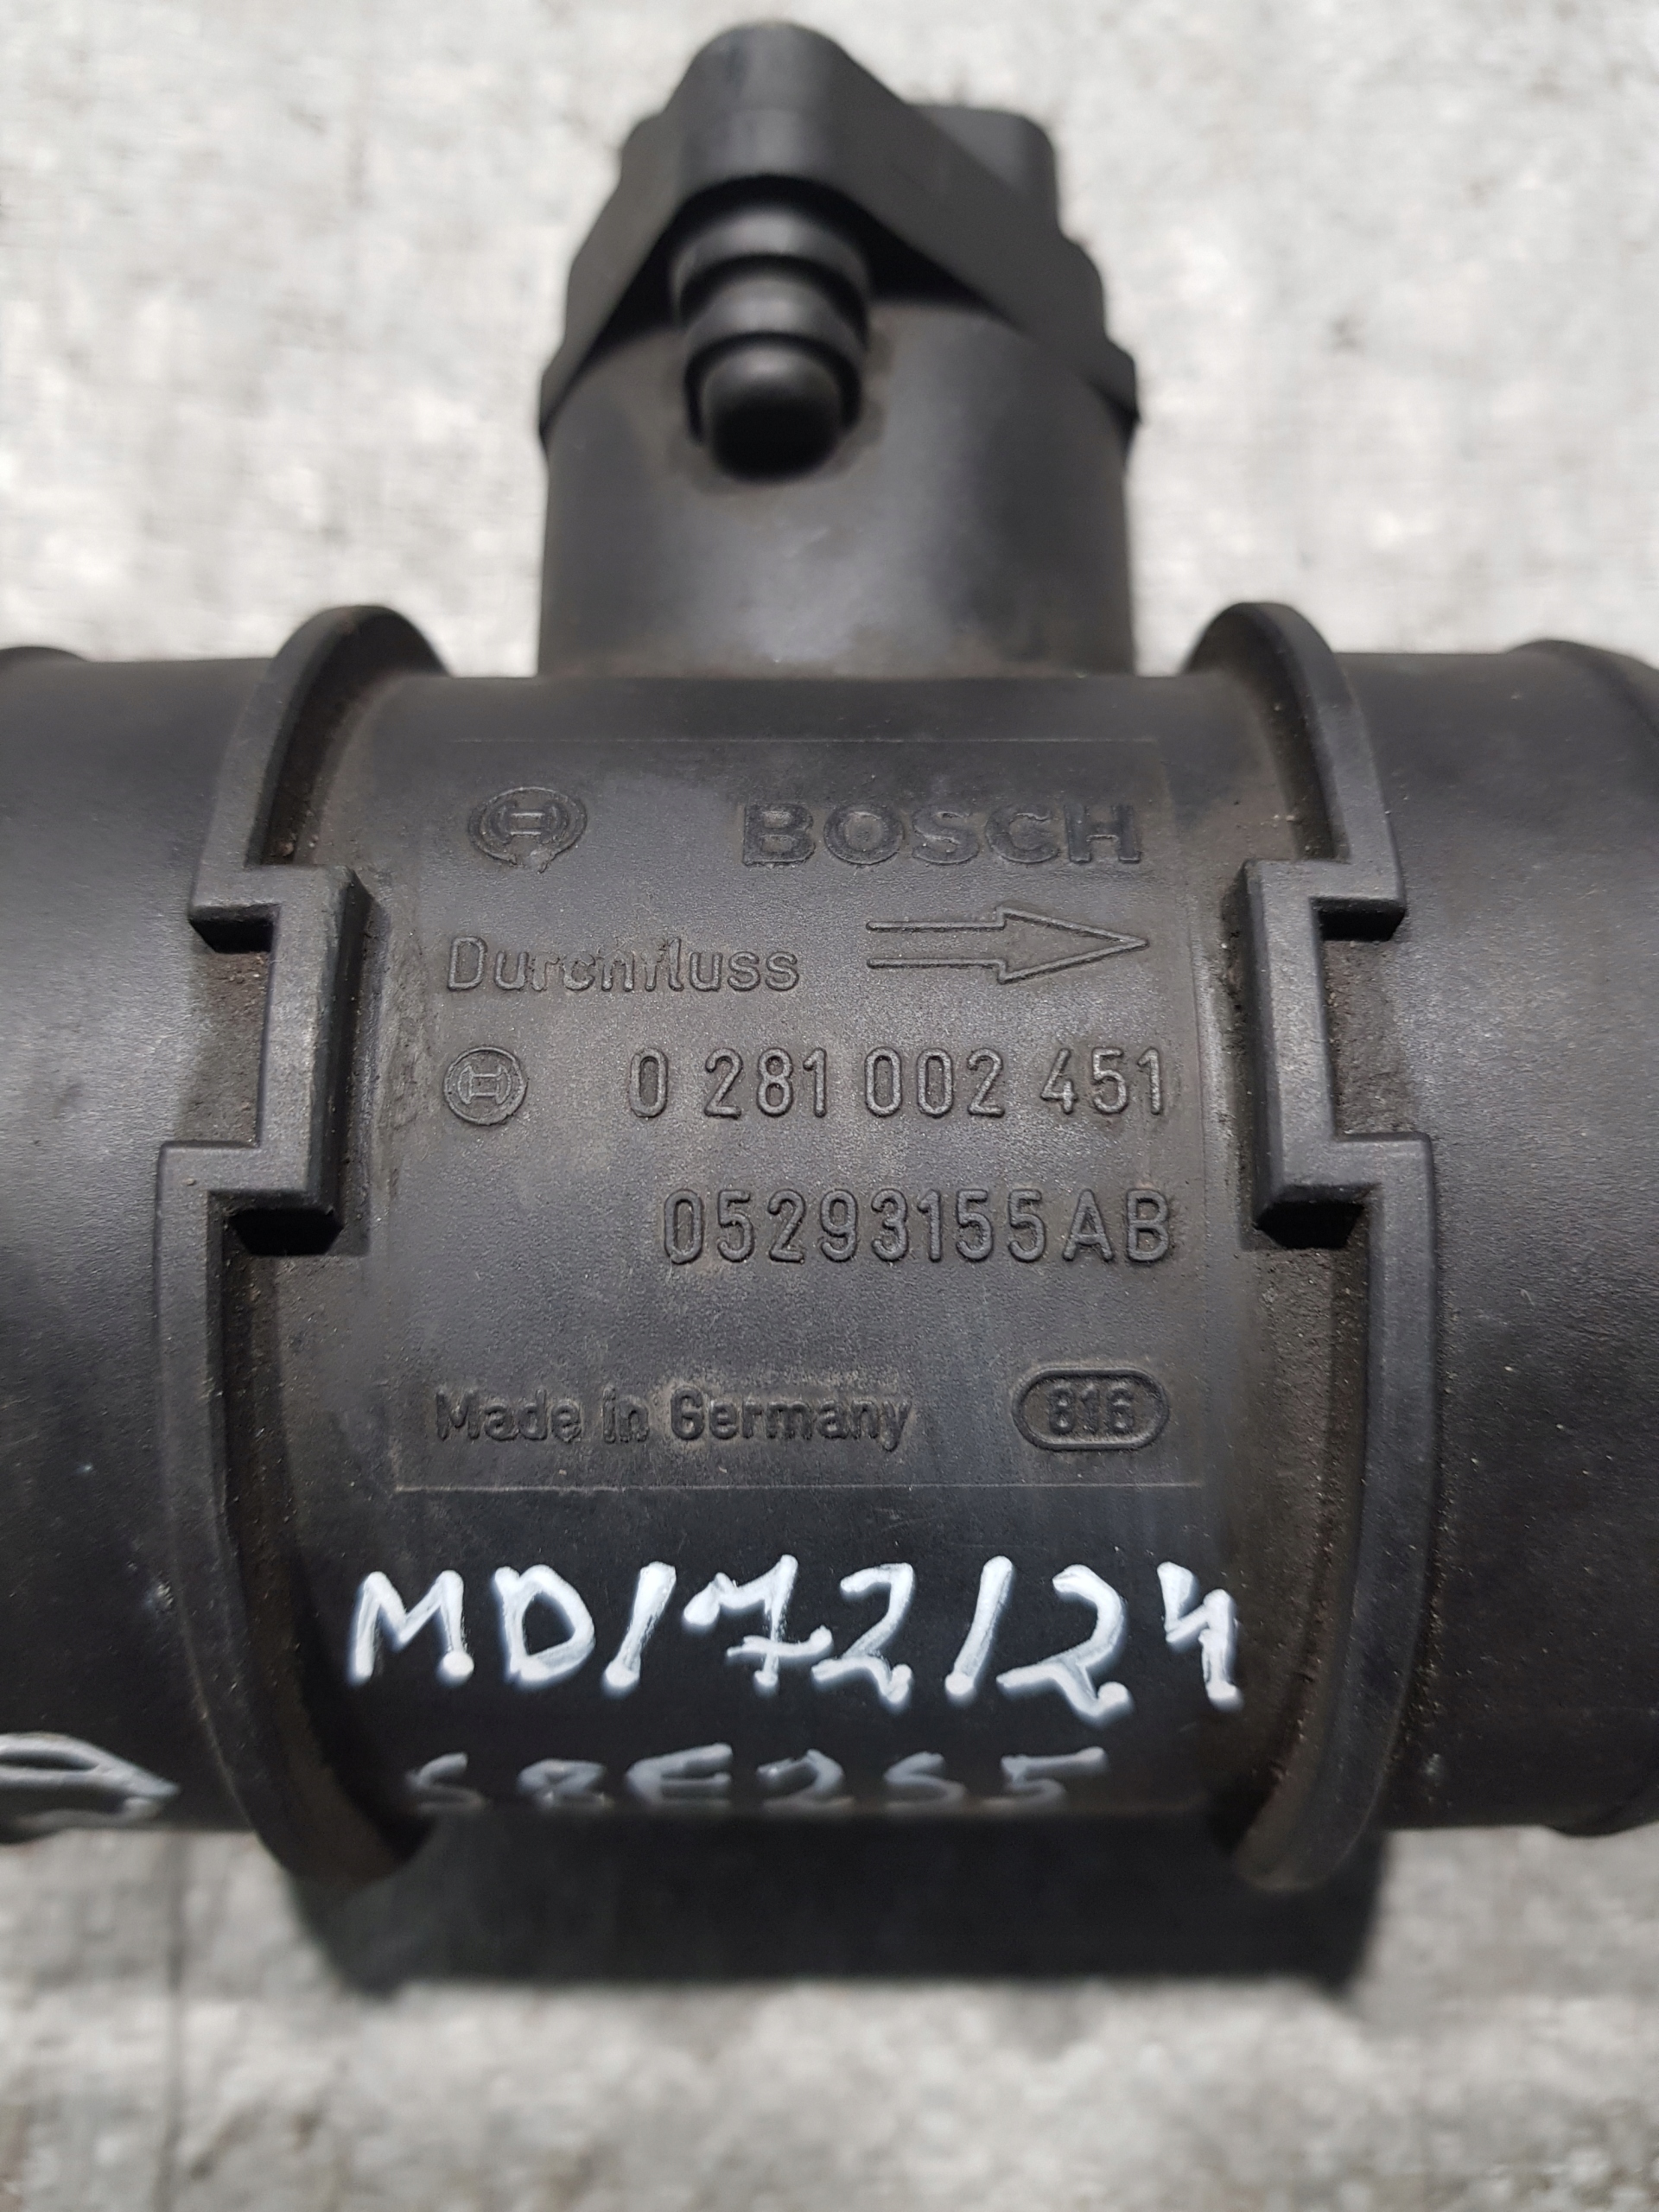 BOSCH
Durchfluss
0 281 002 451
05293155AB
Made in Germany 816
MD/72/24